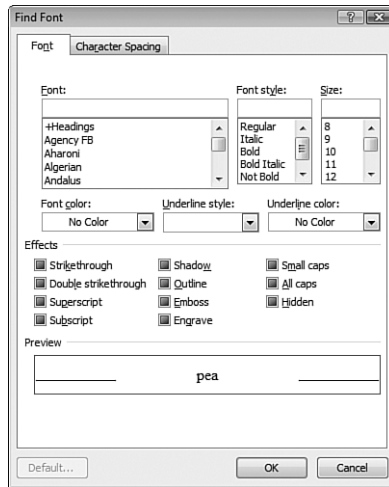 Find Font
Font Character Spacing
Font: Font style: Size:
+Headings Regular 8
Agency FB Italic 9
Aharoni Bold 10
Algerian Bold Italic 11
Andalus Not Bold 12
Font color: Underline style: Underline color:
No Color No Color
Effects
Strikethrough Shadow Small caps
Double strikethrough Outline All caps
Superscript Emboss Hidden
Subscript Engrave
Preview
pea
Default... OK Cancel